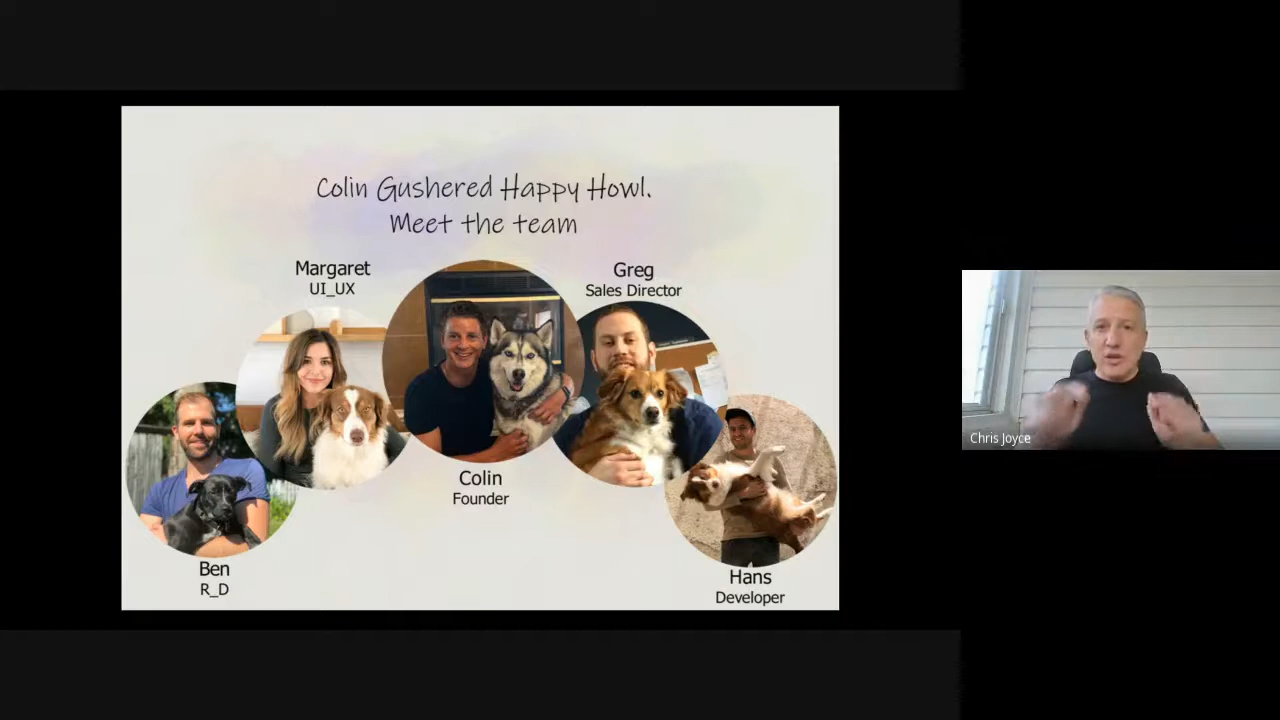 Colin Gushered Happy Howl.
Meet the team
Margaret
UI_UX
Greg
Sales Director
Colin
Founder
Ben
R_D
Hans
Developer
Chris Joyce